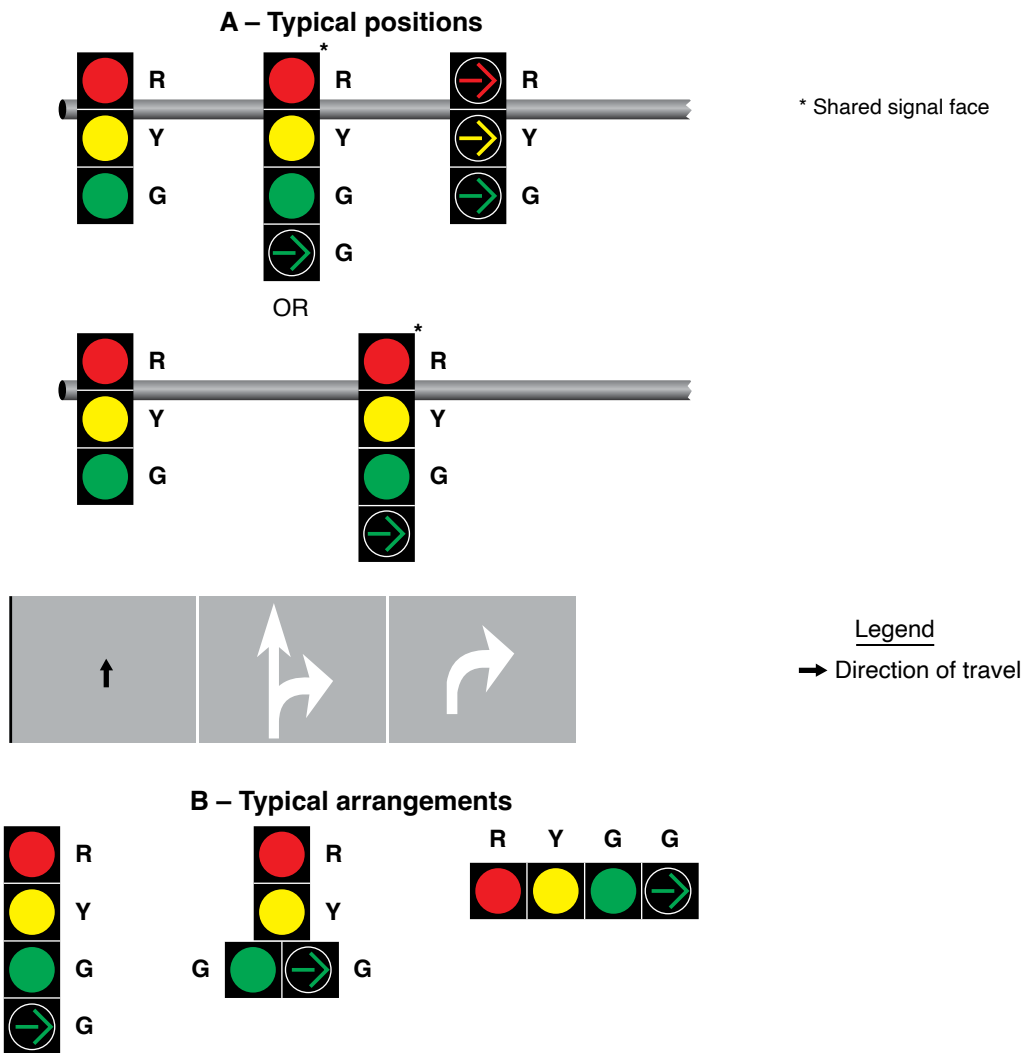 A – Typical positions
*
R R R
* Shared signal face
Y Y Y
G G G
G
OR
*
R R
Y Y
G G
Legend
Direction of travel
B – Typical arrangements
R R R Y G G
Y Y
G G G
G